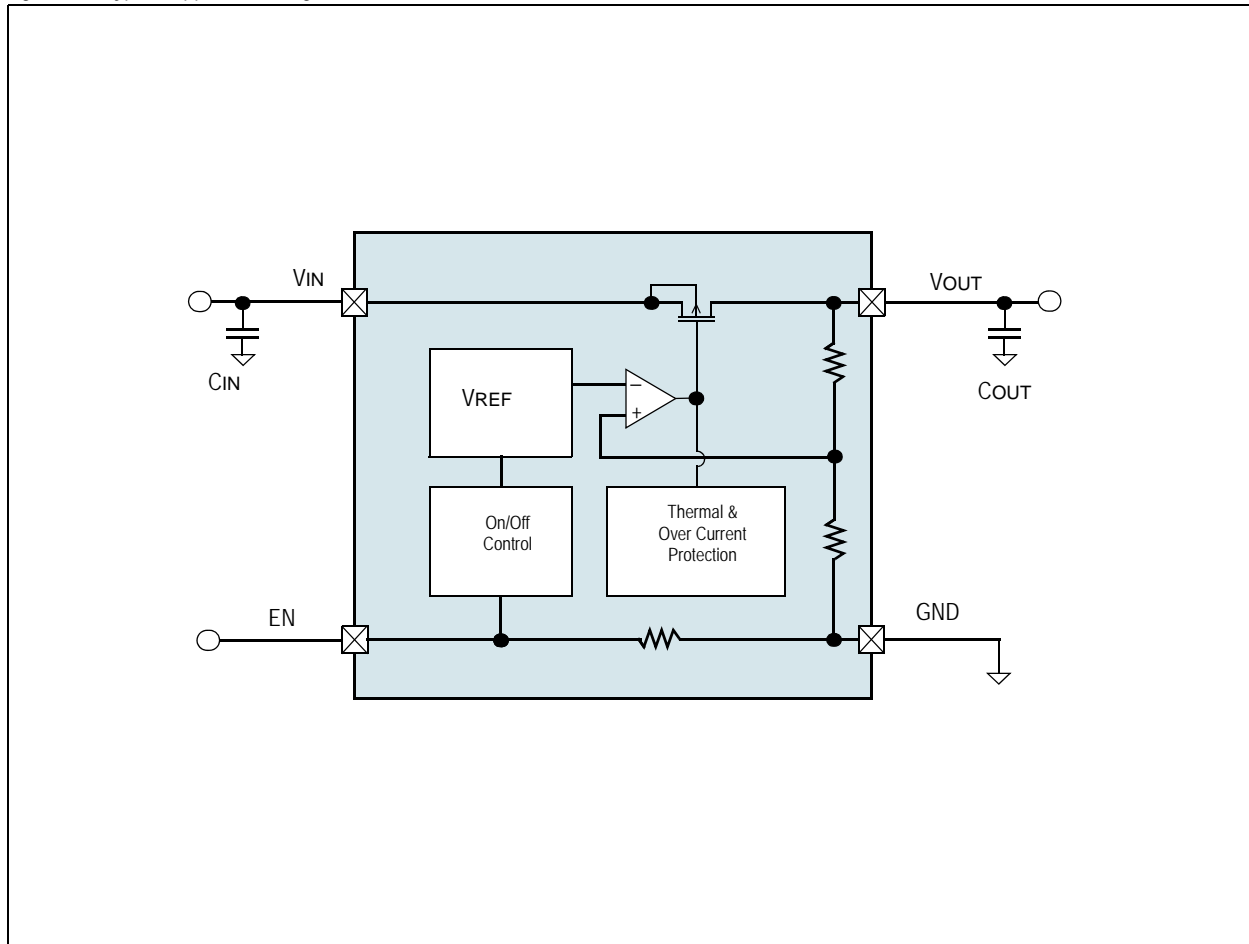 VIN
VOUT
CIN
COUT
VREF
−
+
On/Off
Control
Thermal &
Over Current
Protection
EN
GND